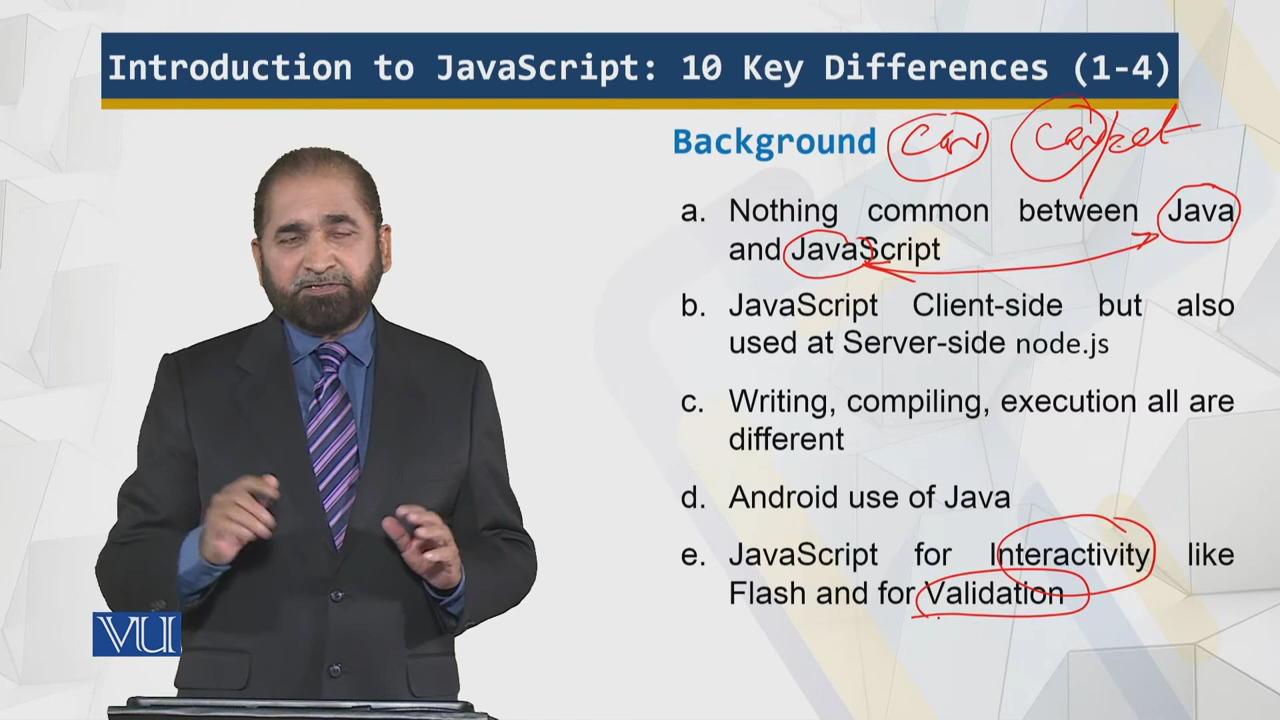 Introduction to JavaScript: 10 Key Differences (1-4)
Background car carpet
a. Nothing common between Java
and JavaScript
b. JavaScript Client-side but also
used at Server-side node.js
c. Writing, compiling, execution all are
different
d. Android use of Java
e. JavaScript for Interactivity like
Flash and for Validation
VU